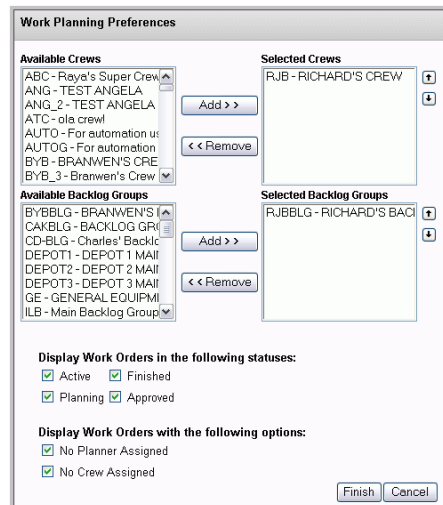 Work Planning Preferences
Available Crews
ABC - Raya's Super Crew
ANG - TEST ANGELA
ANG_2 - TEST ANGELA
ATC - ola crew!
AUTO - For automation us
AUTOG - For automation
BYB - BRANWEN'S CRE
BYB_3 - Branwen's Crew
Add > >
< < Remove
Selected Crews
RJB - RICHARD'S CREW
Available Backlog Groups
BYBBLG - BRANWEN'S
CAKBLG - BACKLOG GR
CD-BLG - Charles' Backlo
DEPOT1 - DEPOT 1 MAI
DEPOT2 - DEPOT 2 MAI
DEPOT3 - DEPOT 3 MAI
GE - GENERAL EQUIPM
ILB - Main Backlog Group
Add > >
< < Remove
Selected Backlog Groups
RJBBLG - RICHARD'S BAC
Display Work Orders in the following statuses:
Active Finished
Planning Approved
Display Work Orders with the following options:
No Planner Assigned
No Crew Assigned
Finish Cancel